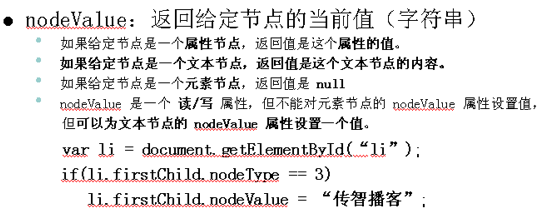 ● nodeValue: 返回给定节点的当前值（字符串）
• 如果给定节点是一个属性节点，返回值是这个属性的值。
• 如果给定节点是一个文本节点，返回值是这个文本节点的内容。
• 如果给定节点是一个元素节点，返回值是 null
• nodeValue 是一个 读/写 属性，但不能对元素节点的 nodeValue 属性设置值，
但可以为文本节点的 nodeValue 属性设置一个值。
var li = document.getElementById(“li”);
if(li.firstChild.nodeType == 3)
li.firstChild.nodeValue = “传智播客”;